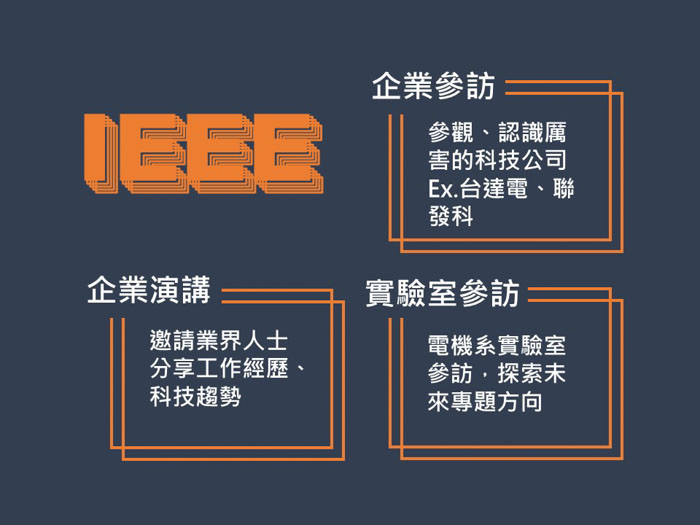 IEEE
企業參訪
參觀、認識厲
害的科技公司
Ex.台達電、聯
發科
企業演講
邀請業界人士
分享工作經歷、
科技趨勢
實驗室參訪
電機系實驗室
參訪，探索未
來專題方向